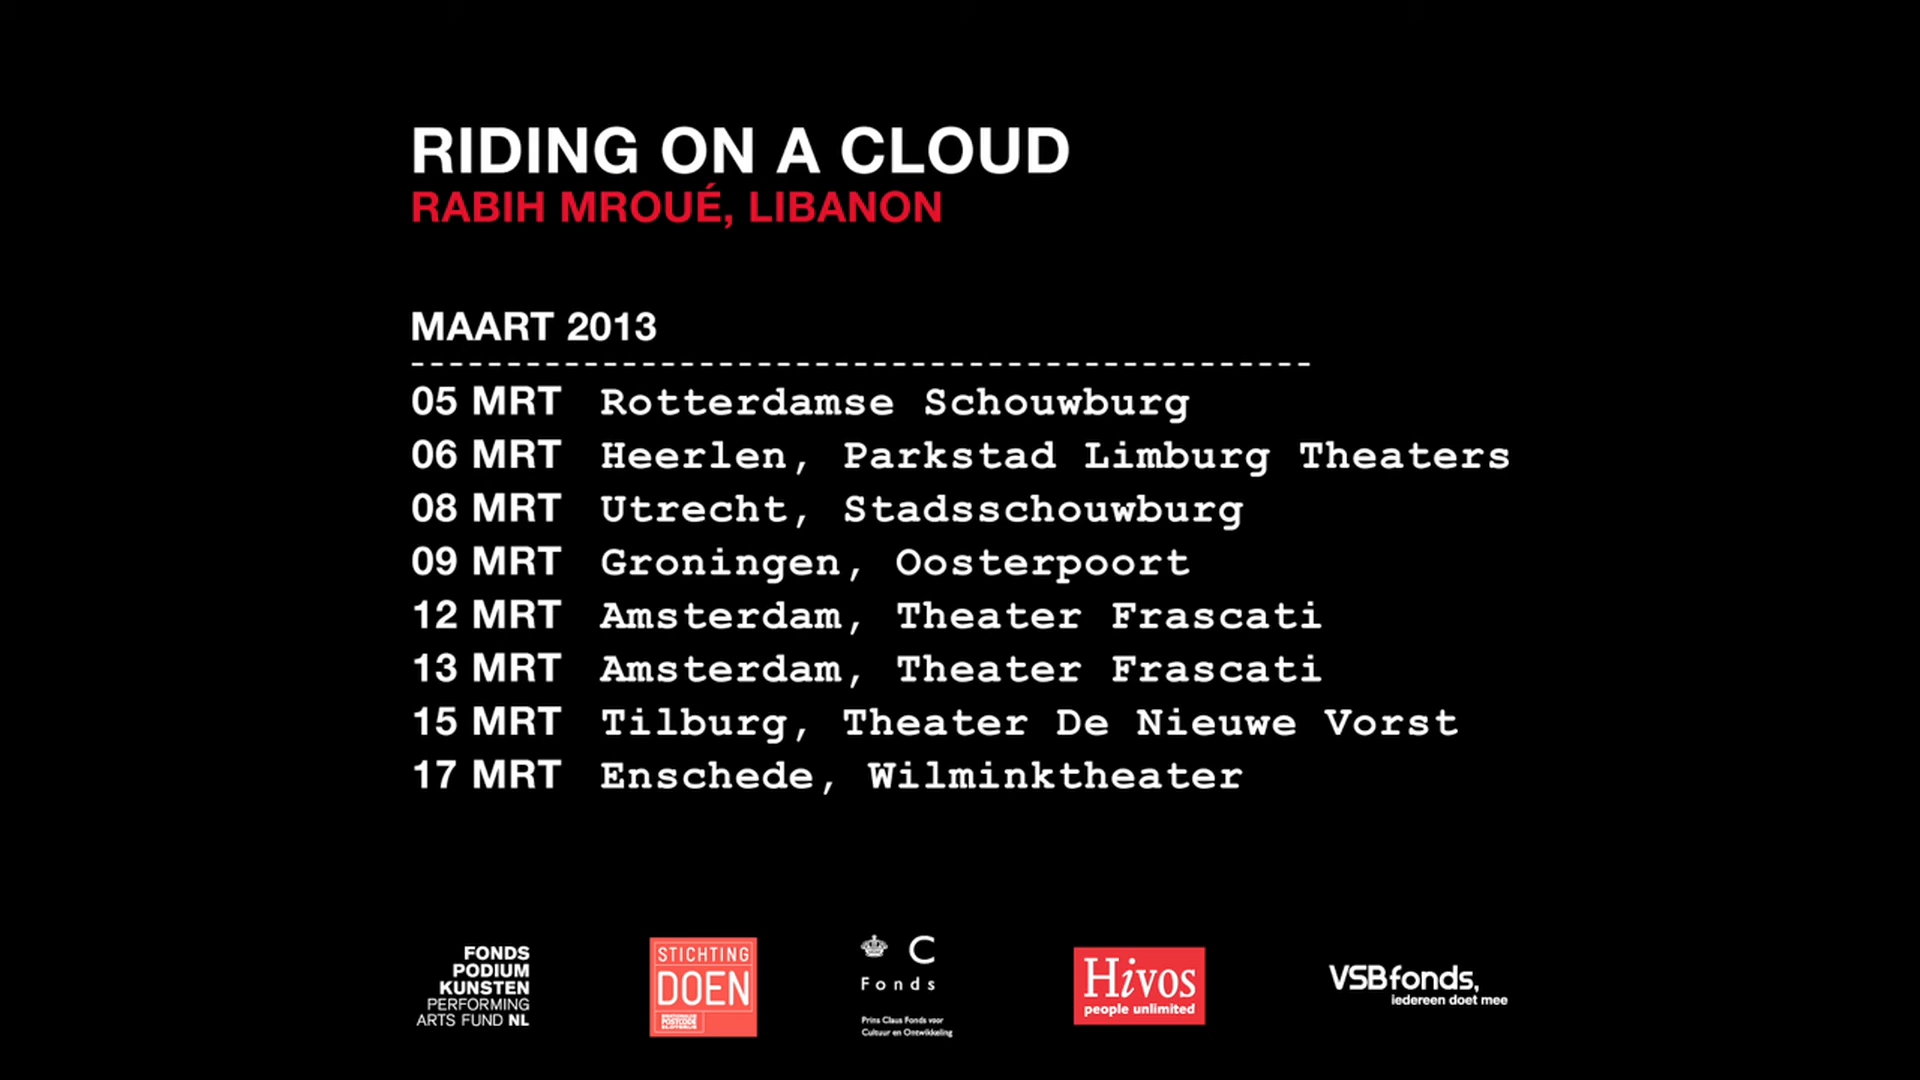 RIDING ON A CLOUD
RABIH MROUÉ, LIBANON
MAART 2013
-----------------------------------------------
05 MRT Rotterdamse Schouwburg
06 MRT Heerlen, Parkstad Limburg Theaters
08 MRT Utrecht, Stadsschouwburg
09 MRT Groningen, Oosterpoort
12 MRT Amsterdam, Theater Frascati
13 MRT Amsterdam, Theater Frascati
15 MRT Tilburg, Theater De Nieuwe Vorst
17 MRT Enschede, Wilminktheater
FONDS
PODIUM
KUNSTEN
PERFORMING
ARTS FUND NL
STICHTING
DOEN
NATIONALE
POSTCODE
LOTERIJ
C
Fonds
Prins Claus Fonds voor
Cultuur en Ontwikkeling
Hivos
people unlimited
VSBfonds,
iedereen doet mee